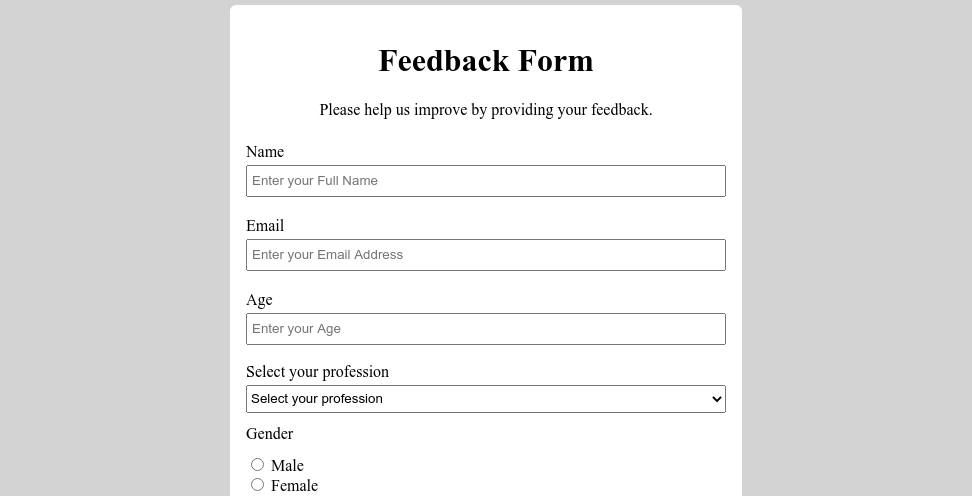 Feedback Form
Please help us improve by providing your feedback.
Name
Enter your Full Name
Email
Enter your Email Address
Age
Enter your Age
Select your profession
Select your profession
Gender
Male
Female